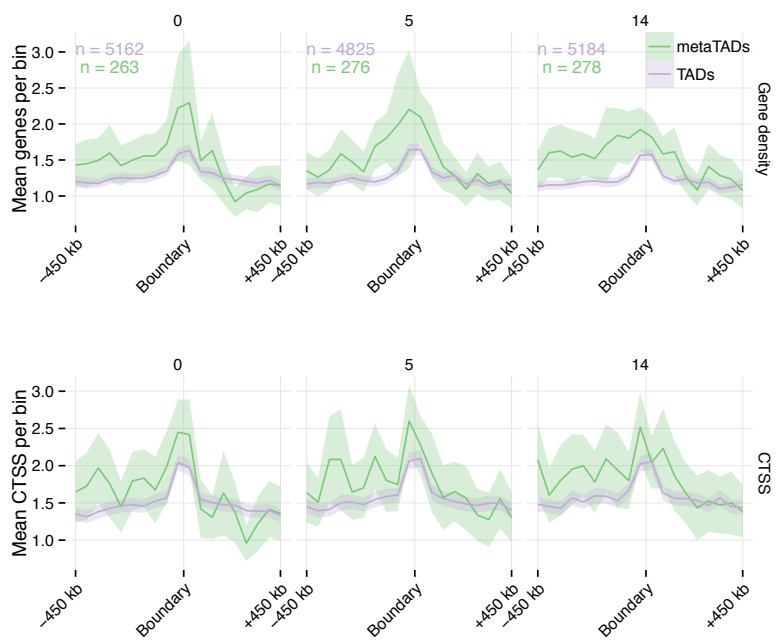 0 5 14
n = 5162 n = 4825 n = 5184
n = 263 n = 276 n = 278
metaTADs
TADs
Mean genes per bin
3.0
2.5
2.0
1.5
1.0
Gene density
−450 kb Boundary +450 kb −450 kb Boundary +450 kb −450 kb Boundary +450 kb
0 5 14
Mean CTSS per bin
3.0
2.5
2.0
1.5
1.0
CTSS
−450 kb Boundary +450 kb −450 kb Boundary +450 kb −450 kb Boundary +450 kb